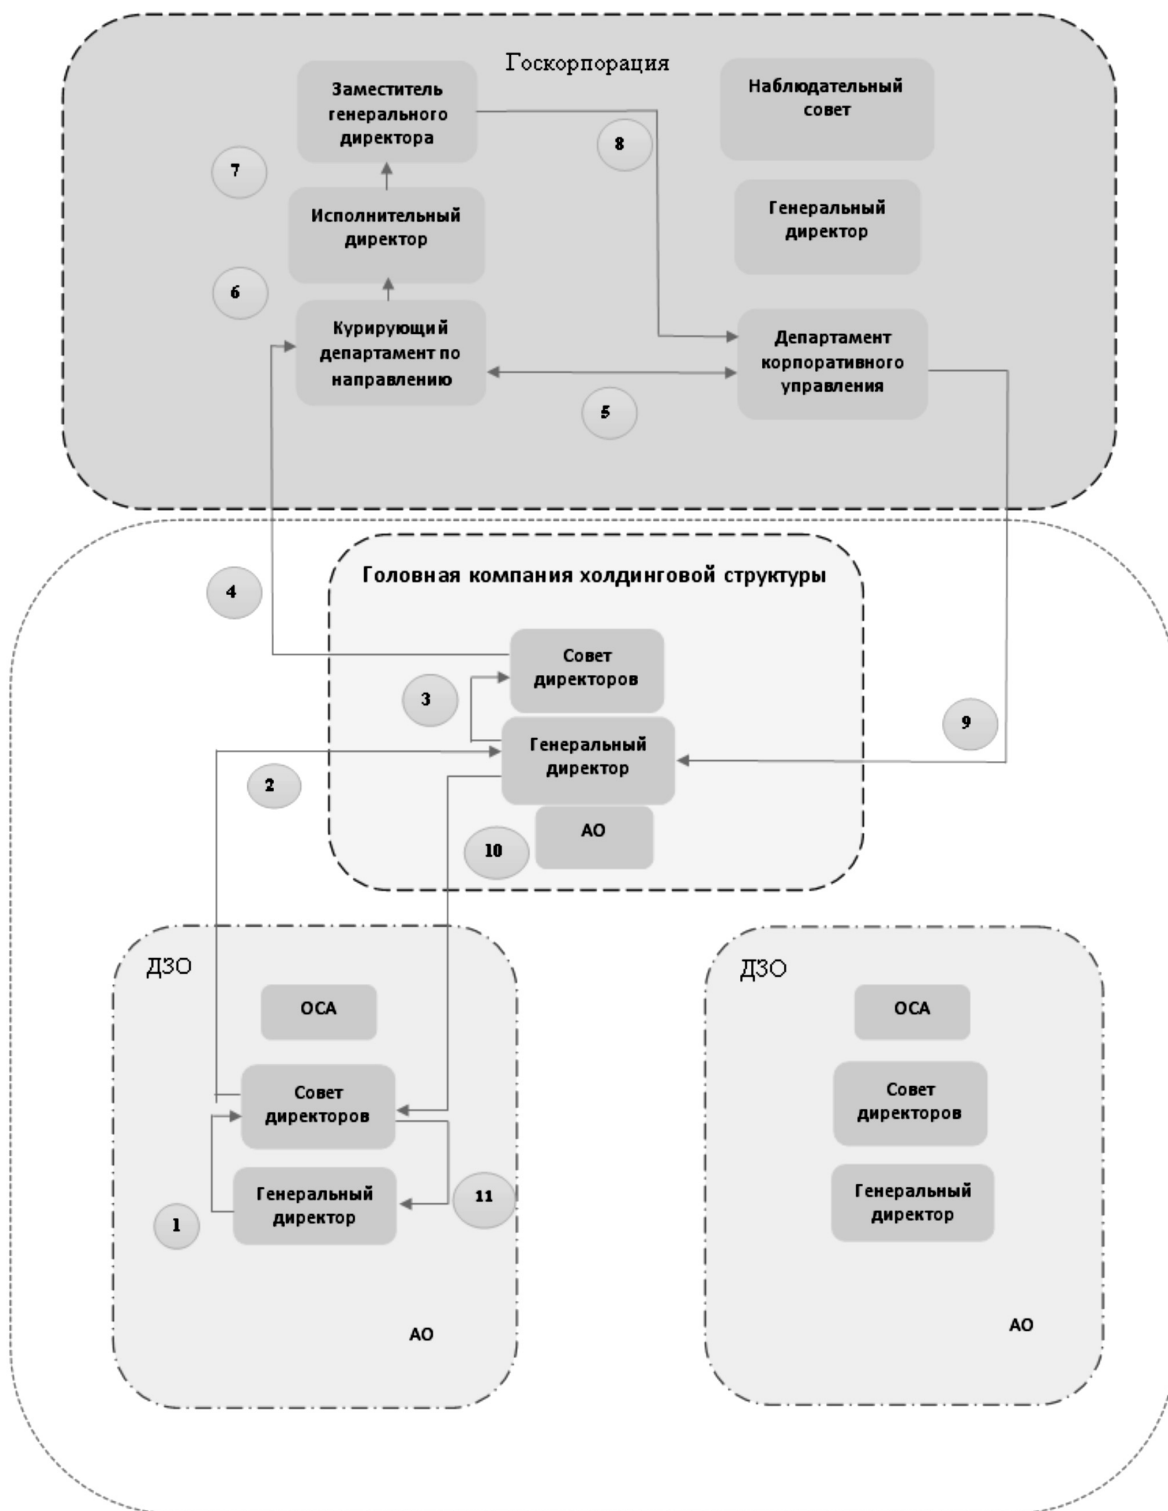 Госкорпорация
Заместитель
генерального
директора
Наблюдательный
совет
8
7
Исполнительный
директор
Генеральный
директор
6
Курирующий
департамент по
направлению
Департамент
корпоративного
управления
5
Головная компания холдинговой структуры
4
Совет
директоров
3
9
Генеральный
директор
2
АО
10
ДЗО
ОСА
Совет
директоров
Генеральный
директор
11
1
АО
ДЗО
ОСА
Совет
директоров
Генеральный
директор
АО